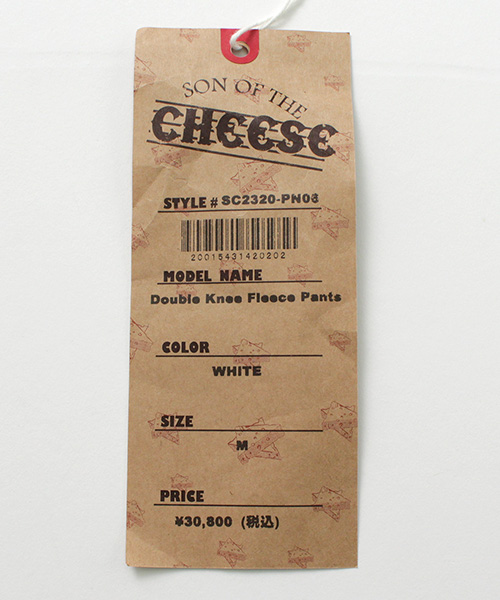 SON OF THE
CHEESE
STYLE # SC2320-PN06
20015431420202
MODEL NAME
Double Knee Fleece Pants
COLOR
WHITE
SIZE
M
PRICE
¥30,800 (税込)